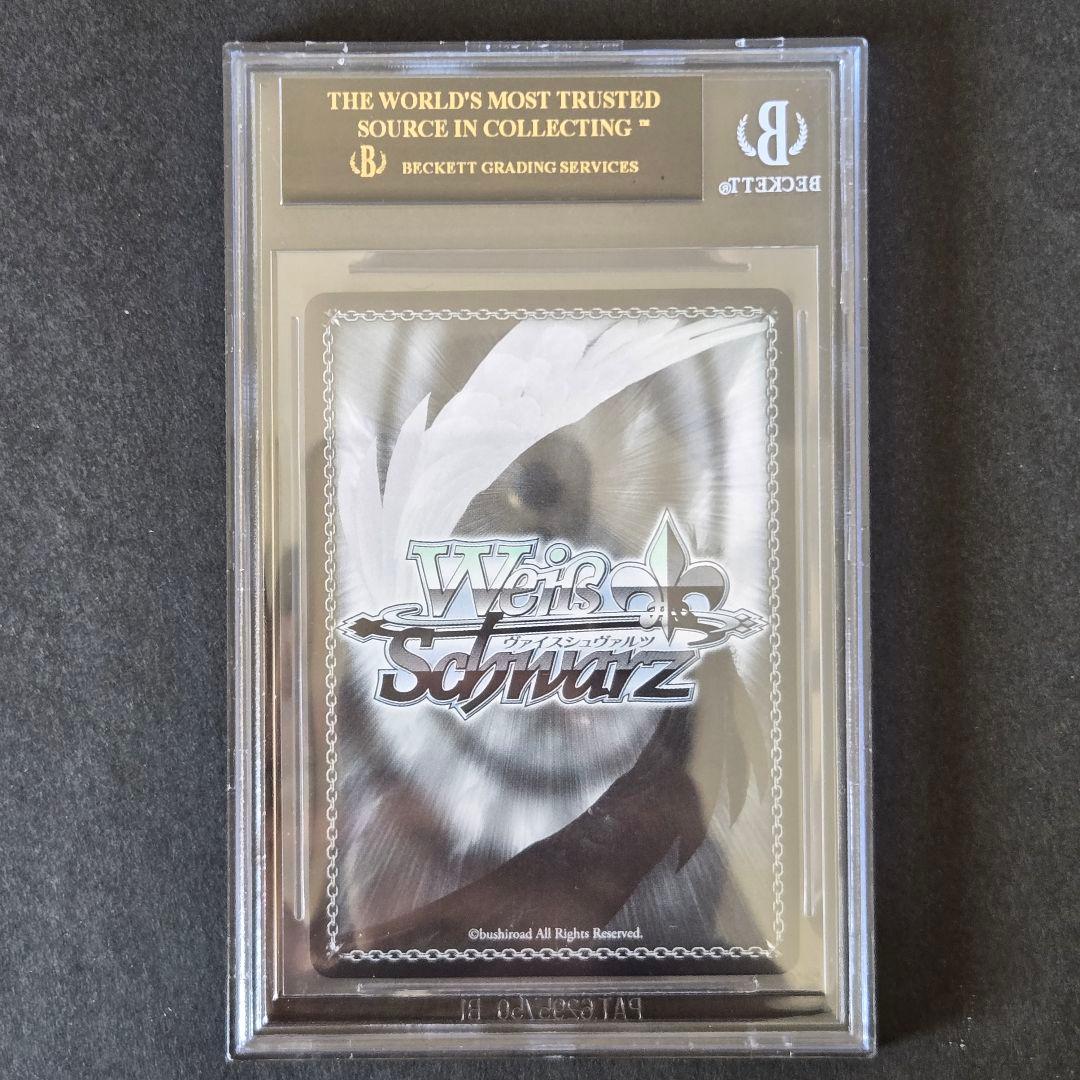 THE WORLD'S MOST TRUSTED
SOURCE IN COLLECTING ™
B BECKETT GRADING SERVICES
B
BECKETT®
Weiß
ヴァイスシュヴァルツ
Schwarz
©bushiroad All Rights Reserved.